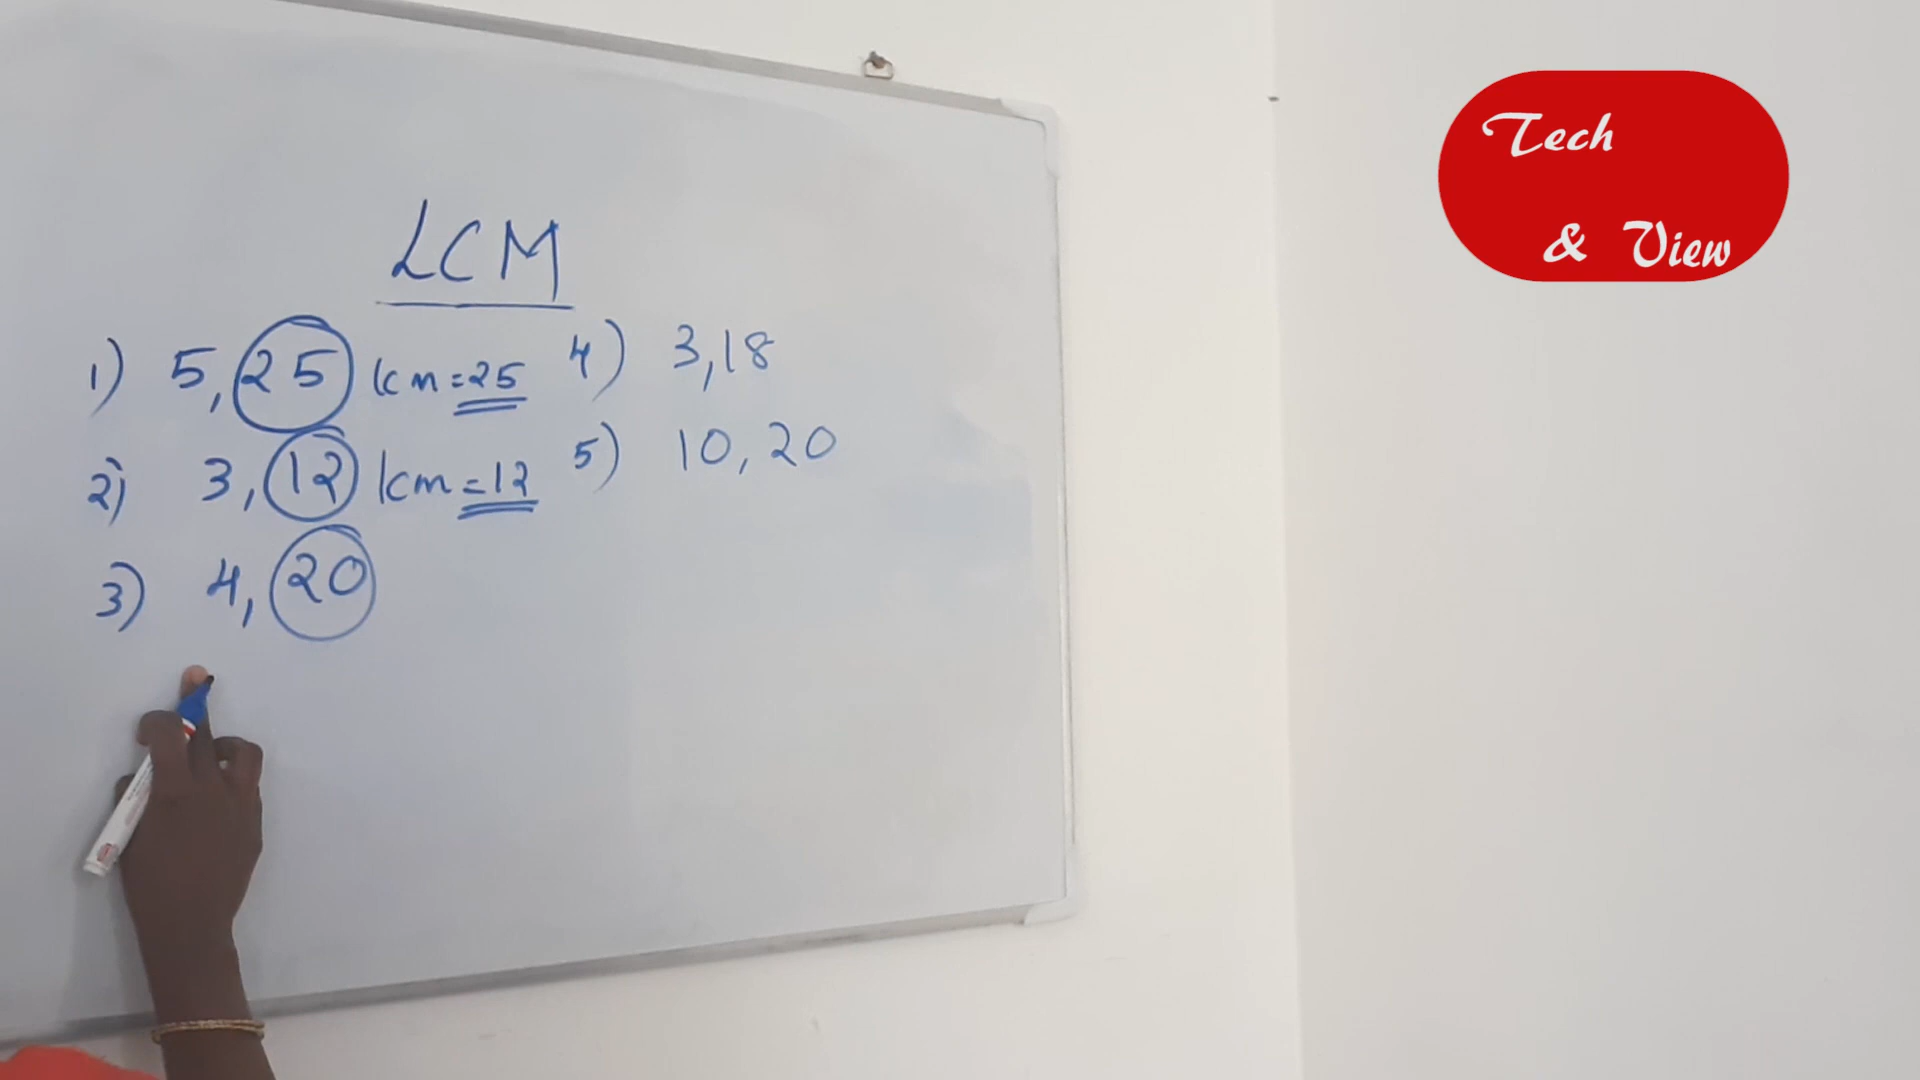 LCM
1) 5, 25 lcm = 25
2) 3, 12 lcm = 12
3) 4, 20
4) 3, 18
5) 10, 20
Tech
& View